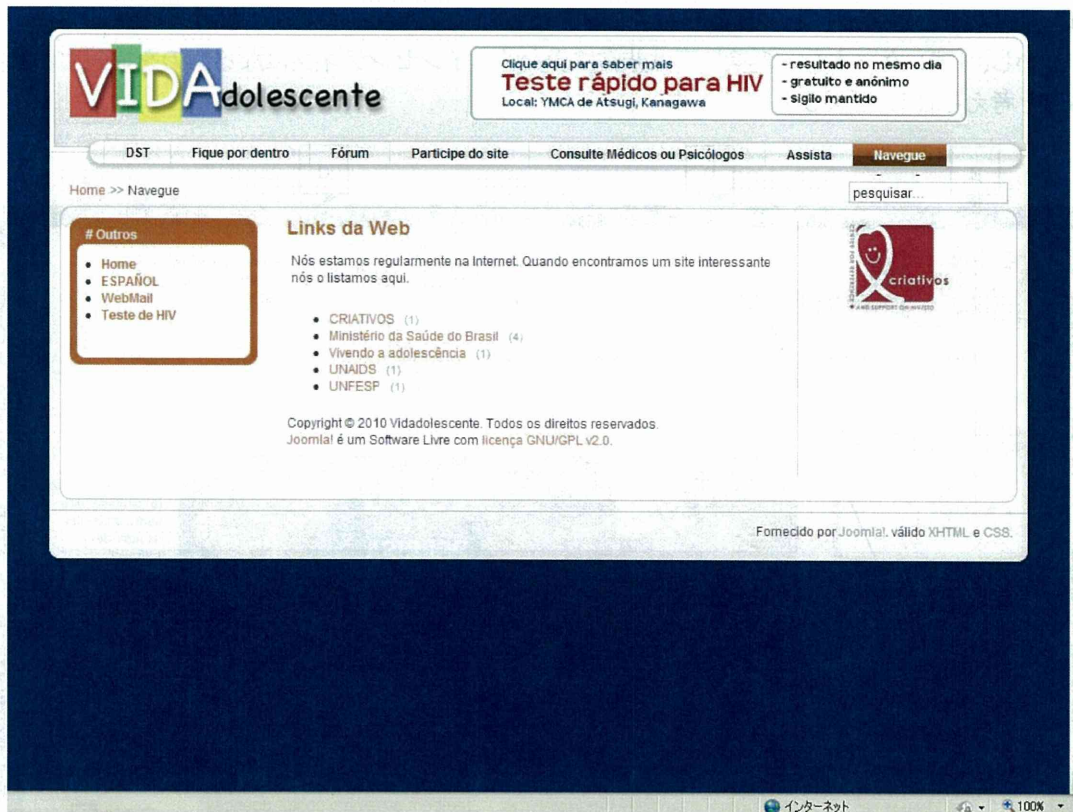 VIDAdolescente
Clique aqui para saber mais
Teste rápido para HIV
Local: YMCA de Atsugi, Kanagawa
- resultado no mesmo dia
- gratuito e anónimo
- sigilo mantido
DST Fique por dentro Fórum Participe do site Consulte Médicos ou Psicólogos Assista Navegue
Home >> Navegue
pesquisar...
# Outros
Home
ESPAÑOL
WebMail
Teste de HIV
Links da Web
Nós estamos regularmente na Internet. Quando encontramos um site interessante
nós o listamos aqui.
CRIATIVOS (1)
Ministério da Saúde do Brasil (4)
Vivendo a adolescência (1)
UNAIDS (1)
UNFESP (1)
Copyright © 2010 Vidadolescente. Todos os direitos reservados.
Joomla! é um Software Livre com licença GNU/GPL v2.0.
criativos
Fornecido por Joomla!. válido XHTML e CSS.
インターネット
100%